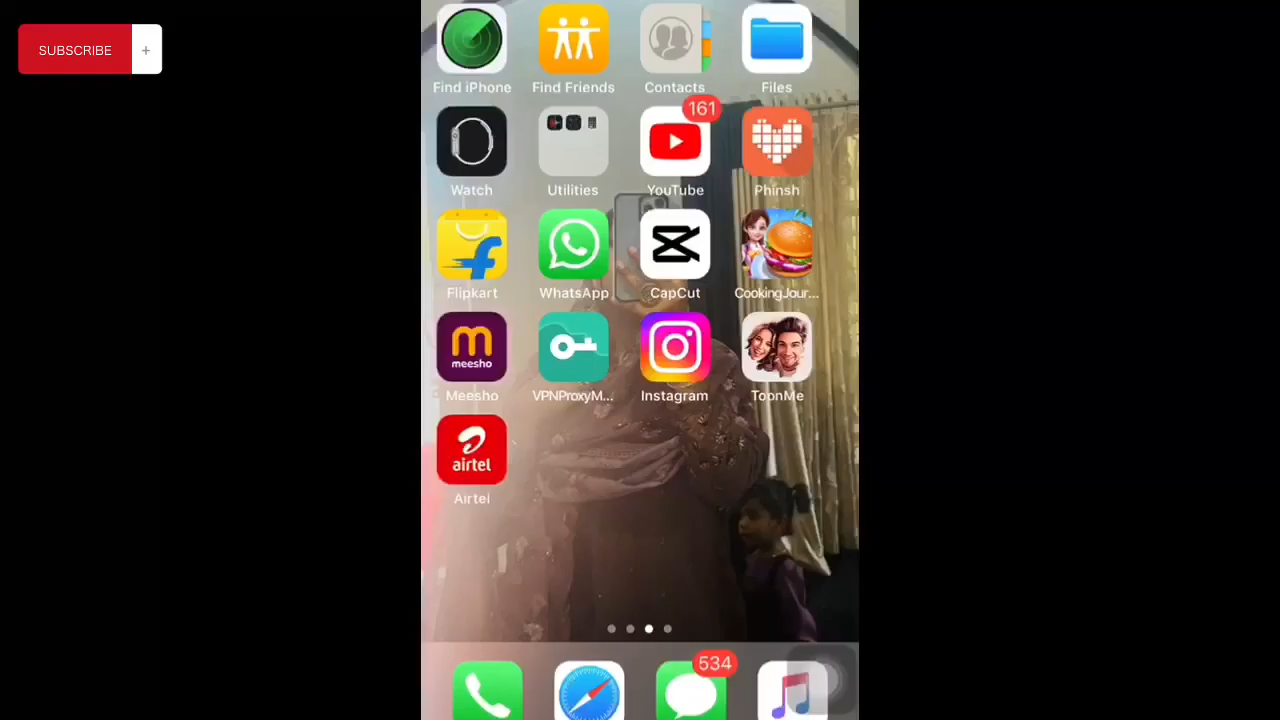 SUBSCRIBE +
Find iPhone Find Friends Contacts Files
161
Watch Utilities YouTube Phinsh
Flipkart WhatsApp CapCut CookingJour...
meesho
Meesho VPNProxyM... Instagram ToonMe
airtel
Airtel
534